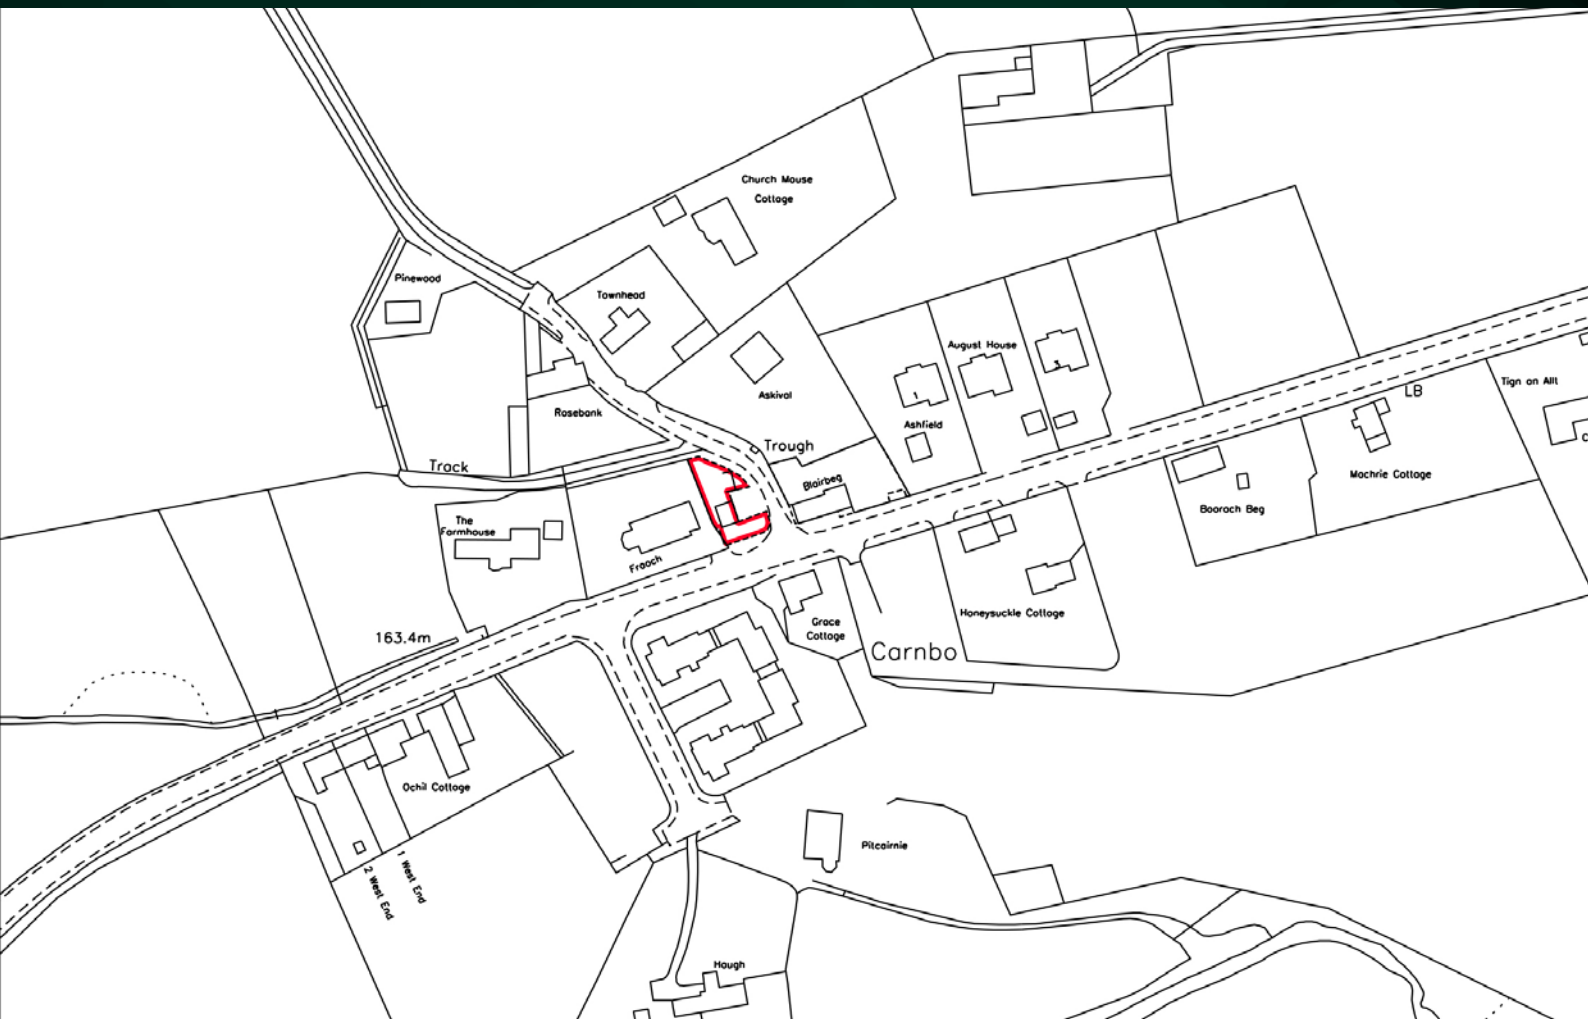 Church Mouse
Cottage
Pinewood
Townhead
August House
3
Tign on Allt
LB
Askival
1
Rosebank
Ashfield
Trough
Track
Machrie Cottage
Blairbeg
Boorach Beg
The
Farmhouse
Fraoch
Honeysuckle Cottage
Grace
Cottage
163.4m
Carnbo
Ochil Cottage
Pitcairnie
1 West End
2 West End
Haugh